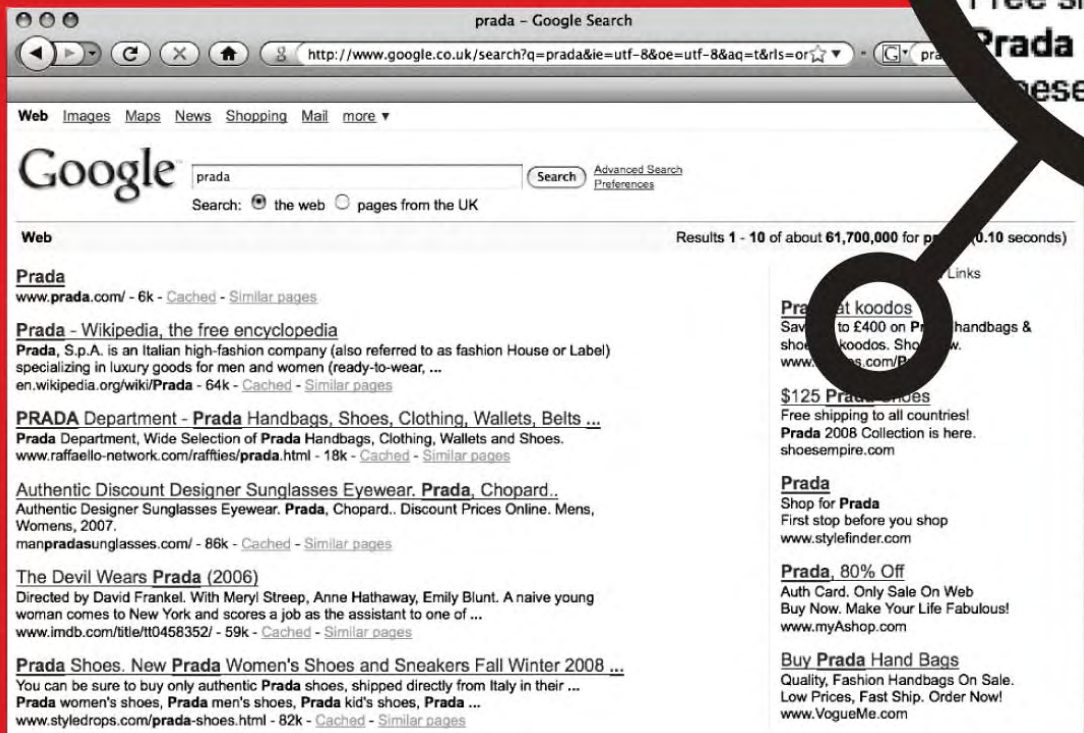 Free
Prada
prada – Google Search
http://www.google.co.uk/search?q=prada&ie=utf-8&oe=utf-8&aq=t&rls=or
G
Web Images Maps News Shopping Mail more ▼
Google
prada
Search
Advanced Search
Preferences
Search: the web pages from the UK
Web
Results 1 - 10 of about 61,700,000 for (0.10 seconds)
Prada
www.prada.com/ - 6k - Cached - Similar pages
Prada - Wikipedia, the free encyclopedia
Prada, S.p.A. is an Italian high-fashion company (also referred to as fashion House or Label)
specializing in luxury goods for men and women (ready-to-wear, ...
en.wikipedia.org/wiki/Prada - 64k - Cached - Similar pages
PRADA Department - Prada Handbags, Shoes, Clothing, Wallets, Belts ...
Prada Department, Wide Selection of Prada Handbags, Clothing, Wallets and Shoes.
www.raffaello-network.com/raffties/prada.html - 18k - Cached - Similar pages
Authentic Discount Designer Sunglasses Eyewear. Prada, Chopard..
Authentic Designer Sunglasses Eyewear. Prada, Chopard.. Discount Prices Online. Mens,
Womens, 2007.
manpradasunglasses.com/ - 86k - Cached - Similar pages
The Devil Wears Prada (2006)
Directed by David Frankel. With Meryl Streep, Anne Hathaway, Emily Blunt. A naive young
woman comes to New York and scores a job as the assistant to one of ...
www.imdb.com/title/tt0458352/ - 59k - Cached - Similar pages
Prada Shoes. New Prada Women's Shoes and Sneakers Fall Winter 2008 ...
You can be sure to buy only authentic Prada shoes, shipped directly from Italy in their ...
Prada women's shoes, Prada men's shoes, Prada kid's shoes, Prada ...
www.styledrops.com/prada-shoes.html - 82k - Cached - Similar pages
Links
at koodos
to £400 on handbags &
koodos.
$125 Prada Shoes
Free shipping to all countries!
Prada 2008 Collection is here.
shoesempire.com
Prada
Shop for Prada
First stop before you shop
www.stylefinder.com
Prada, 80% Off
Auth Card. Only Sale On Web
Buy Now. Make Your Life Fabulous!
www.myAshop.com
Buy Prada Hand Bags
Quality, Fashion Handbags On Sale.
Low Prices, Fast Ship. Order Now!
www.VogueMe.com